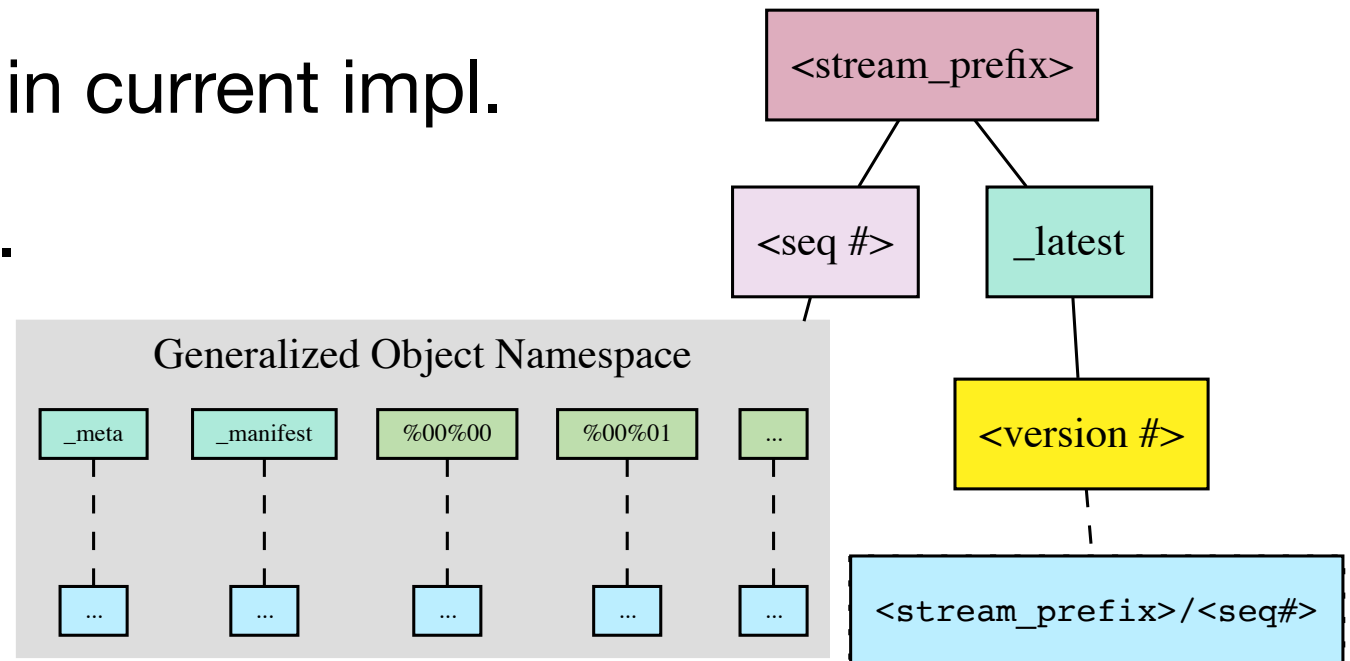 in current impl.
.
<stream_prefix>
<seq #>
_latest
Generalized Object Namespace
_meta
_manifest
%00%00
%00%01
...
<version #>
...
...
...
...
...
<stream_prefix>/<seq#>